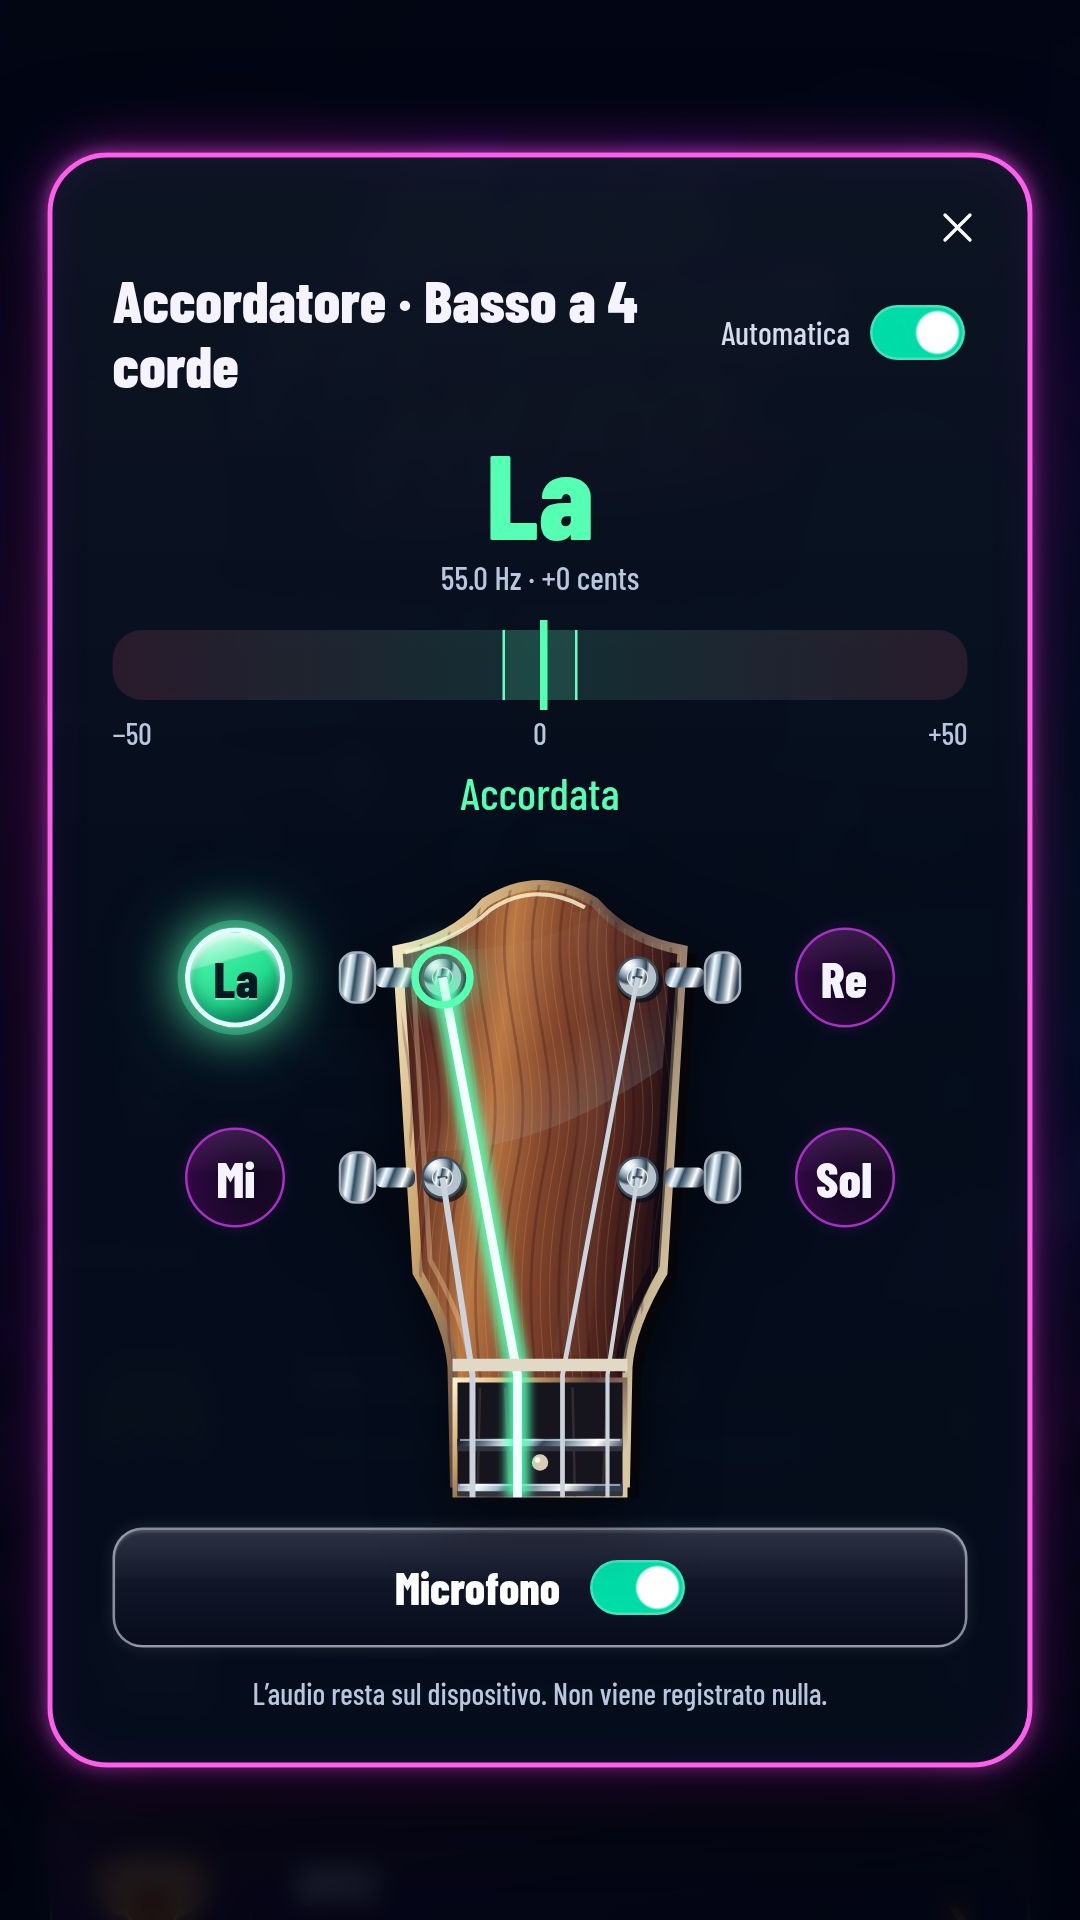 Accordatore · Basso a 4
corde
Automatica
La
55.0 Hz · +0 cents
−50 0 +50
Accordata
La Re
Mi Sol
Microfono
L’audio resta sul dispositivo. Non viene registrato nulla.